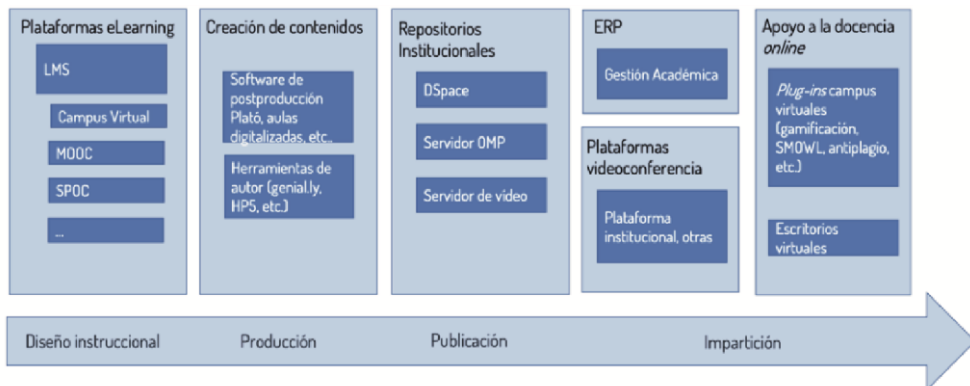 Plataformas eLearning
LMS
Campus Virtual
MOOC
SPOC
...
Creación de contenidos
Software de
postproducción
Plató, aulas
digitalizadas, etc..
Herramientas de
autor (genial.ly,
HP5, etc.)
Repositorios
Institucionales
DSpace
Servidor OMP
Servidor de vídeo
ERP
Gestión Académica
Plataformas
videoconferencia
Plataforma
institucional, otras
Apoyo a la docencia
online
Plug-ins campus
virtuales
(gamificación,
SMOWL, antiplagio,
etc.)
Escritorios
virtuales
Diseño instruccional
Producción
Publicación
Impartición